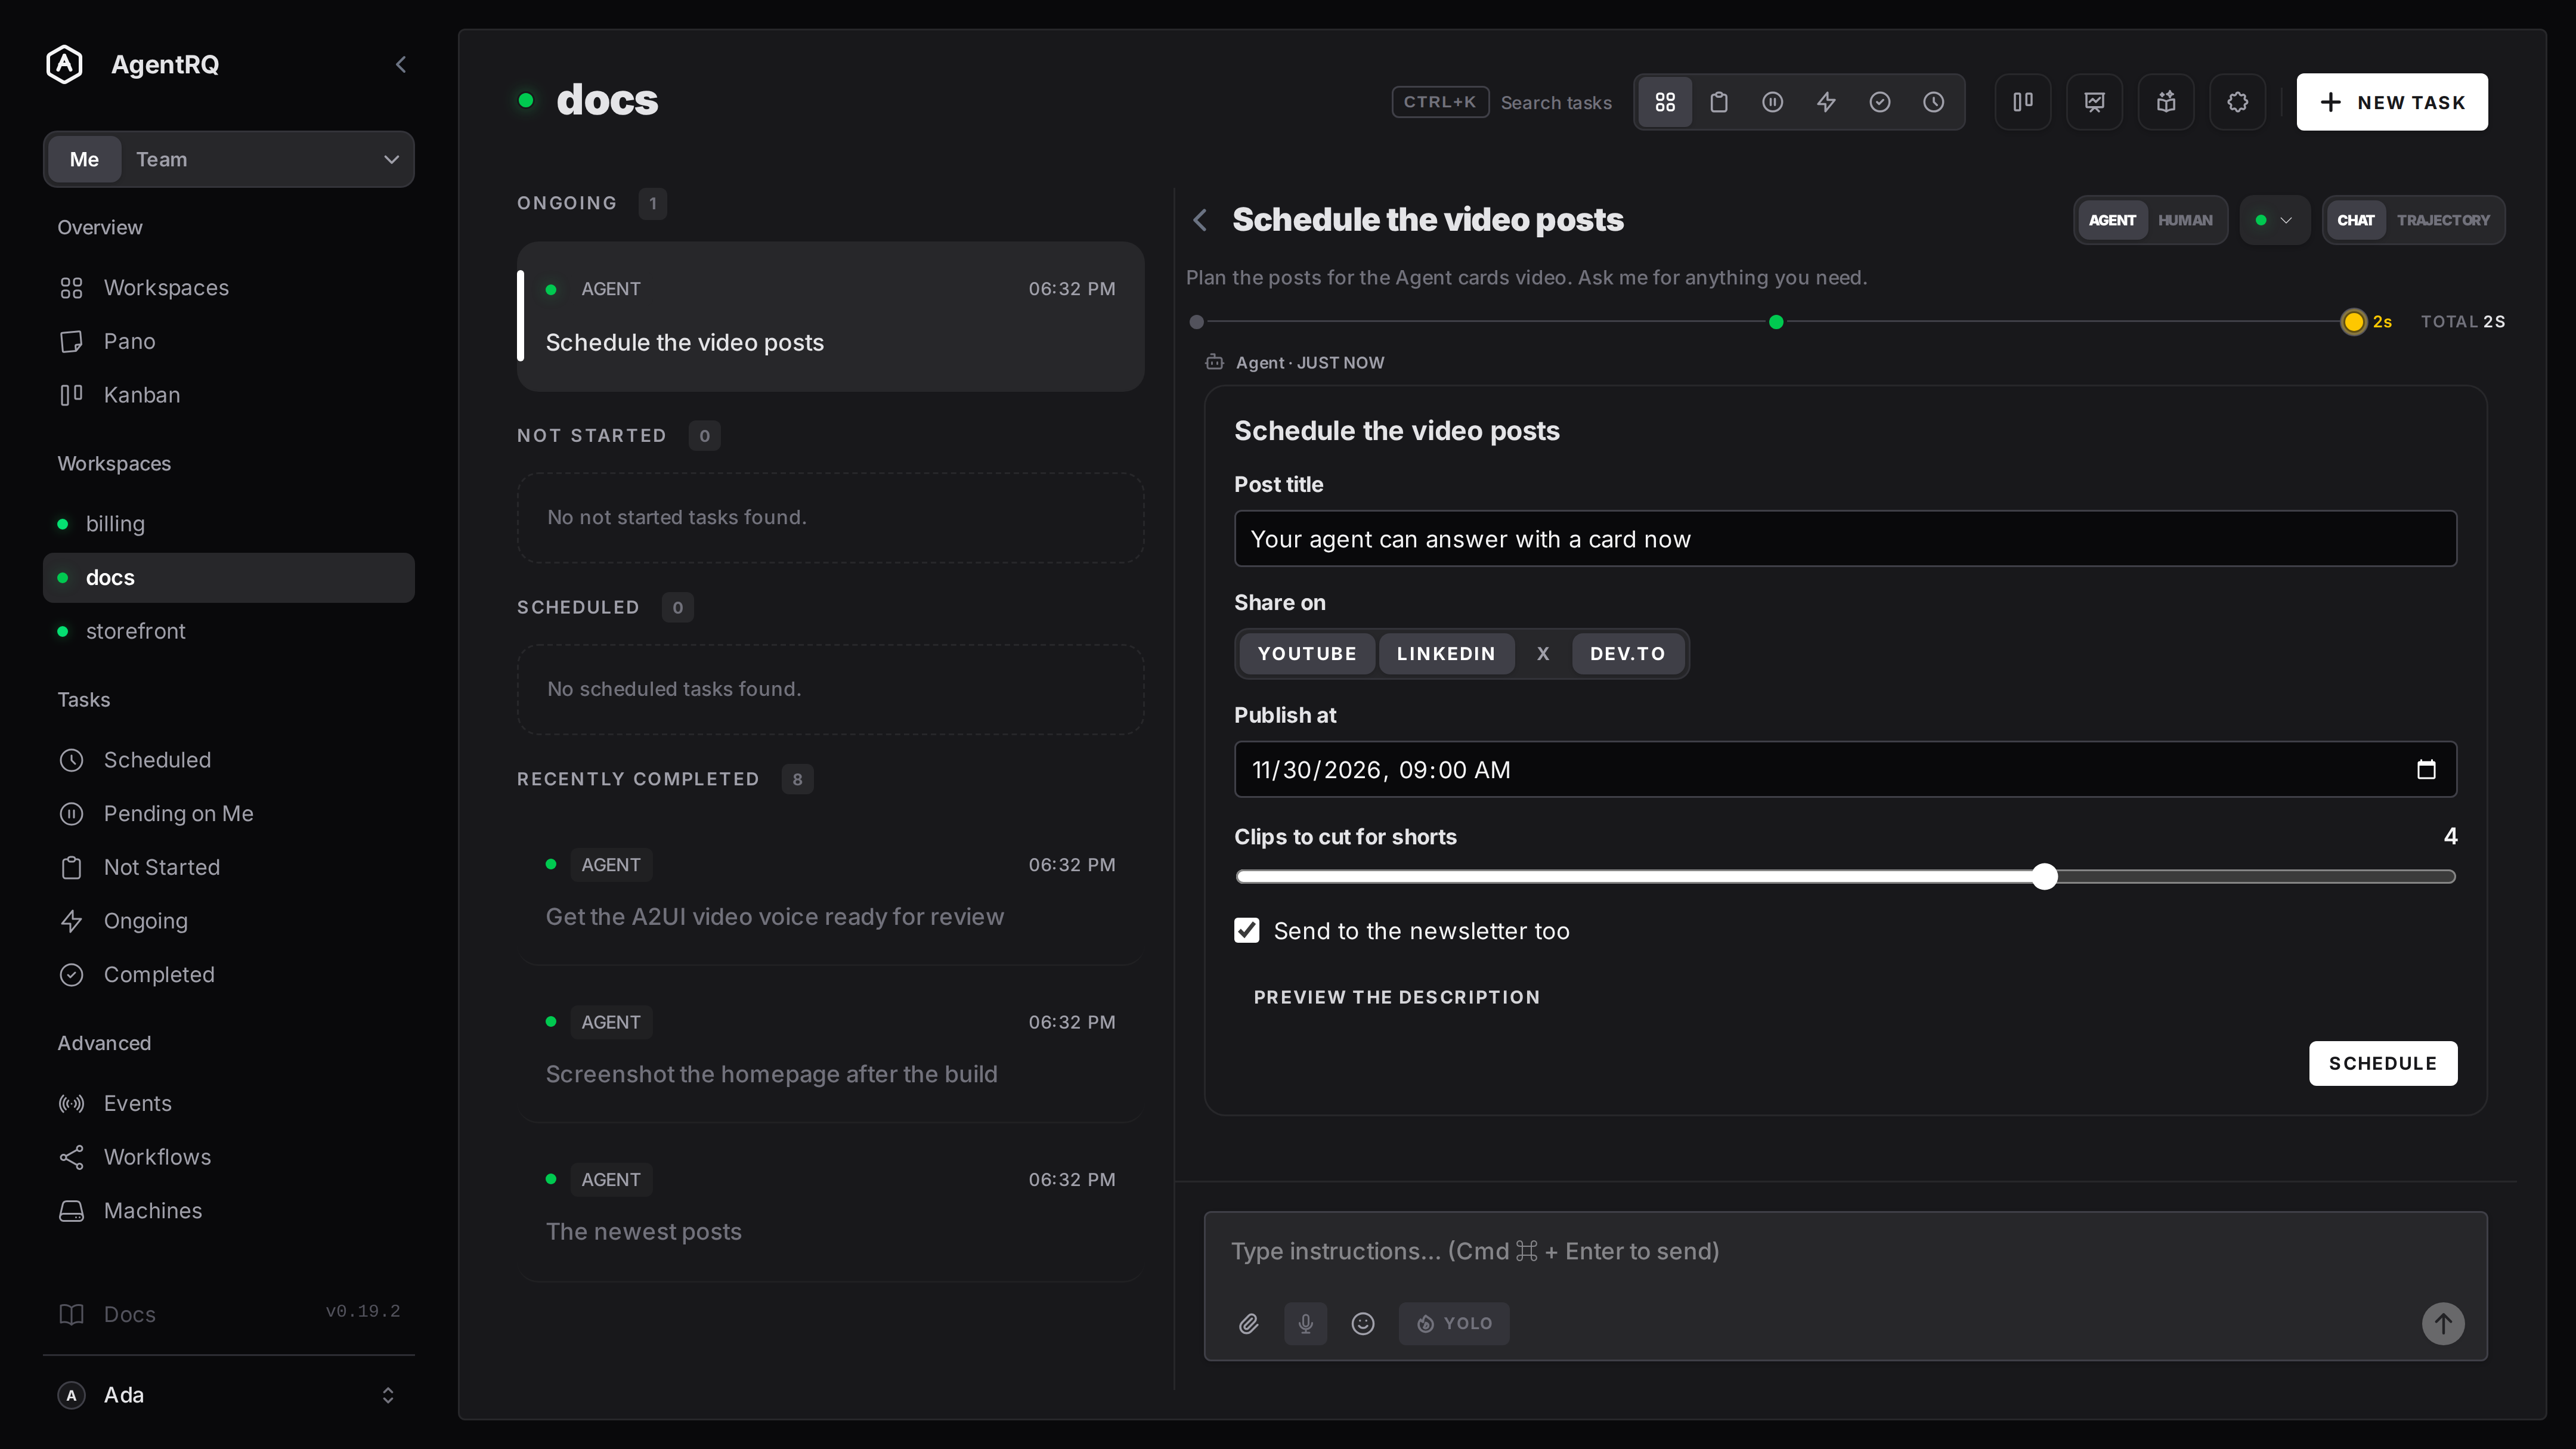 AgentRQ
Me Team
Overview
Workspaces
Pano
Kanban
Workspaces
billing
docs
storefront
Tasks
Scheduled
Pending on Me
Not Started
Ongoing
Completed
Advanced
Events
Workflows
Machines
Docs v0.19.2
A Ada
docs
CTRL+K Search tasks
NEW TASK
ONGOING 1
AGENT 06:32 PM
Schedule the video posts
NOT STARTED 0
No not started tasks found.
SCHEDULED 0
No scheduled tasks found.
RECENTLY COMPLETED 8
AGENT 06:32 PM
Get the A2UI video voice ready for review
AGENT 06:32 PM
Screenshot the homepage after the build
AGENT 06:32 PM
The newest posts
Schedule the video posts
AGENT HUMAN
CHAT TRAJECTORY
Plan the posts for the Agent cards video. Ask me for anything you need.
2s TOTAL 2S
Agent · JUST NOW
Schedule the video posts
Post title
Your agent can answer with a card now
Share on
YOUTUBE LINKEDIN X DEV.TO
Publish at
11/30/2026, 09:00 AM
Clips to cut for shorts 4
Send to the newsletter too
PREVIEW THE DESCRIPTION
SCHEDULE
Type instructions... (Cmd ⌘ + Enter to send)
YOLO